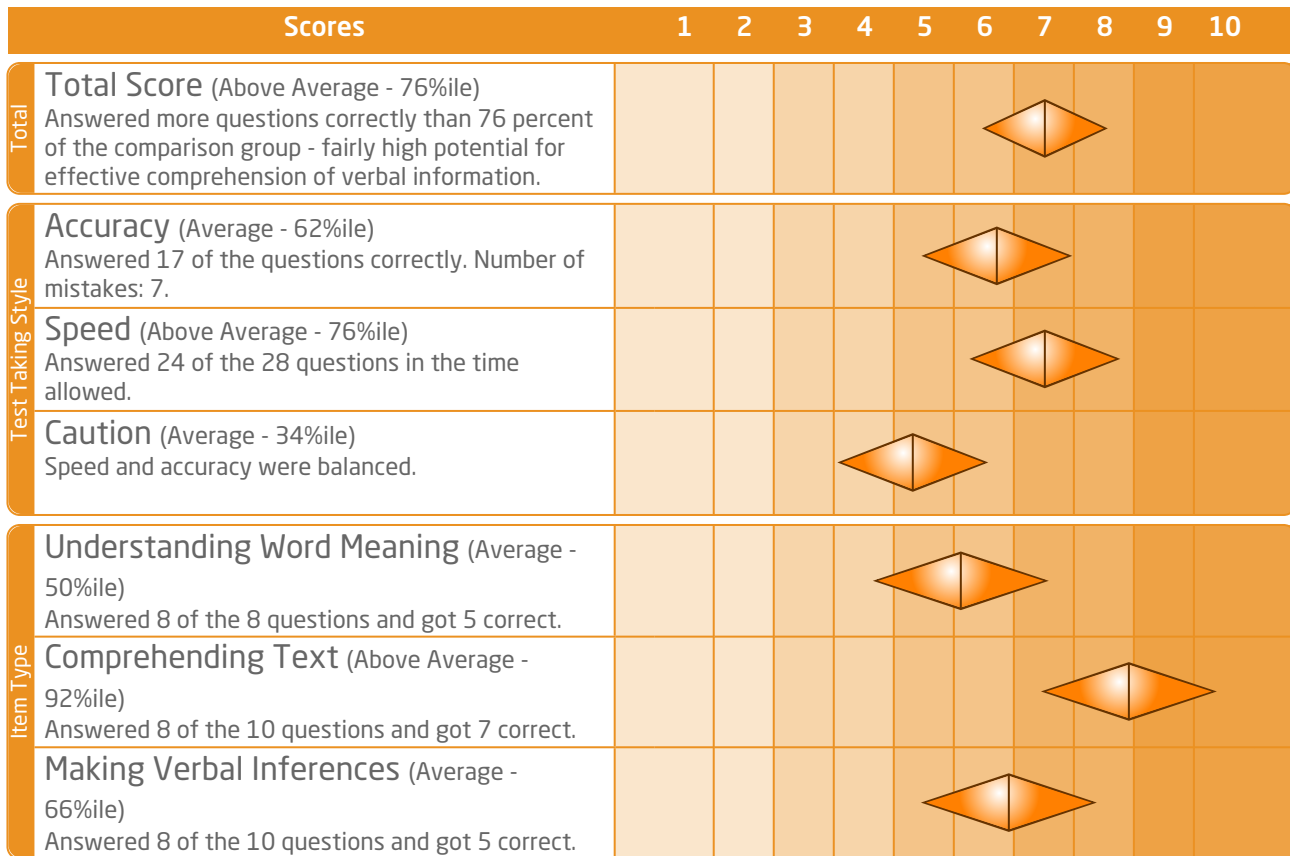 Scores 1 2 3 4 5 6 7 8 9 10
Total
Total Score (Above Average - 76%ile)
Answered more questions correctly than 76 percent
of the comparison group - fairly high potential for
effective comprehension of verbal information.
Test Taking Style
Accuracy (Average - 62%ile)
Answered 17 of the questions correctly. Number of
mistakes: 7.
Speed (Above Average - 76%ile)
Answered 24 of the 28 questions in the time
allowed.
Caution (Average - 34%ile)
Speed and accuracy were balanced.
Item Type
Understanding Word Meaning (Average -
50%ile)
Answered 8 of the 8 questions and got 5 correct.
Comprehending Text (Above Average -
92%ile)
Answered 8 of the 10 questions and got 7 correct.
Making Verbal Inferences (Average -
66%ile)
Answered 8 of the 10 questions and got 5 correct.